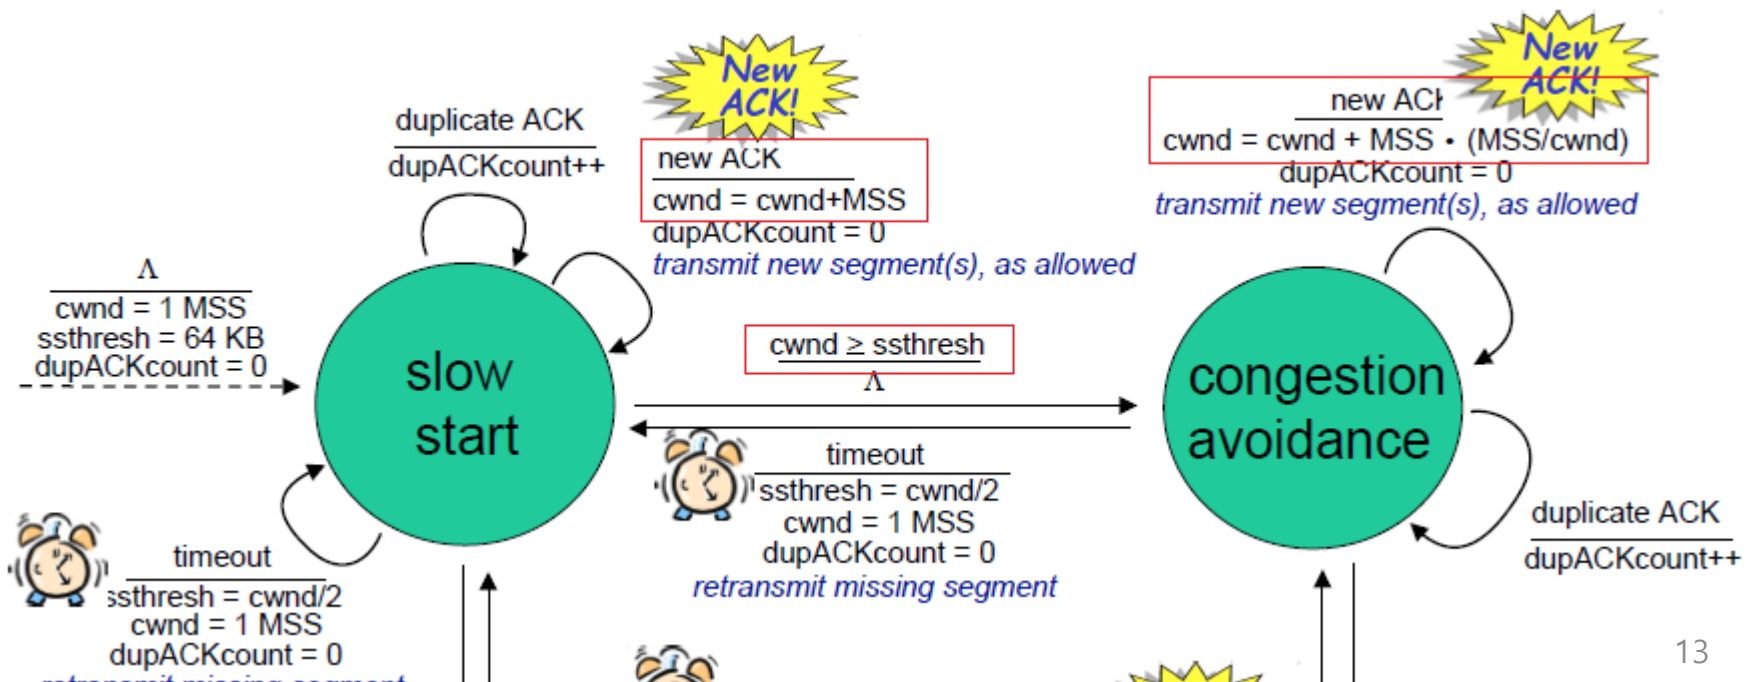 New
ACK!
duplicate ACK
dupACKcount++
new ACK
cwnd = cwnd+MSS
dupACKcount = 0
transmit new segment(s), as allowed
New
ACK!
new ACK
cwnd = cwnd + MSS • (MSS/cwnd)
dupACKcount = 0
transmit new segment(s), as allowed
Λ
cwnd = 1 MSS
ssthresh = 64 KB
dupACKcount = 0
slow
start
cwnd ≥ ssthresh
Λ
congestion
avoidance
timeout
ssthresh = cwnd/2
cwnd = 1 MSS
dupACKcount = 0
retransmit missing segment
duplicate ACK
dupACKcount++
timeout
ssthresh = cwnd/2
cwnd = 1 MSS
dupACKcount = 0
retransmit missing segment
13